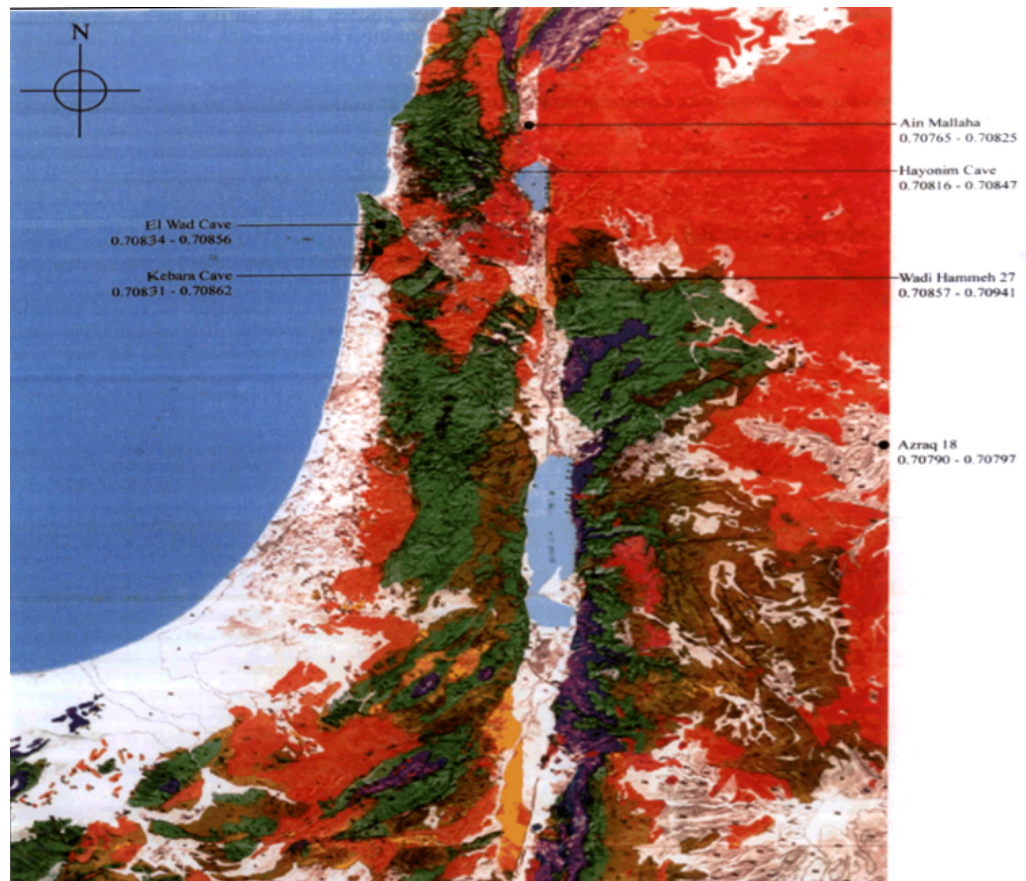 N
Ain Mallaha
0.70765 - 0.70825
Hayonim Cave
0.70816 - 0.70847
El Wad Cave
0.70834 - 0.70856
Kebara Cave
0.70831 - 0.70862
Wadi Hammeh 27
0.70857 - 0.70941
Azraq 18
0.70790 - 0.70797